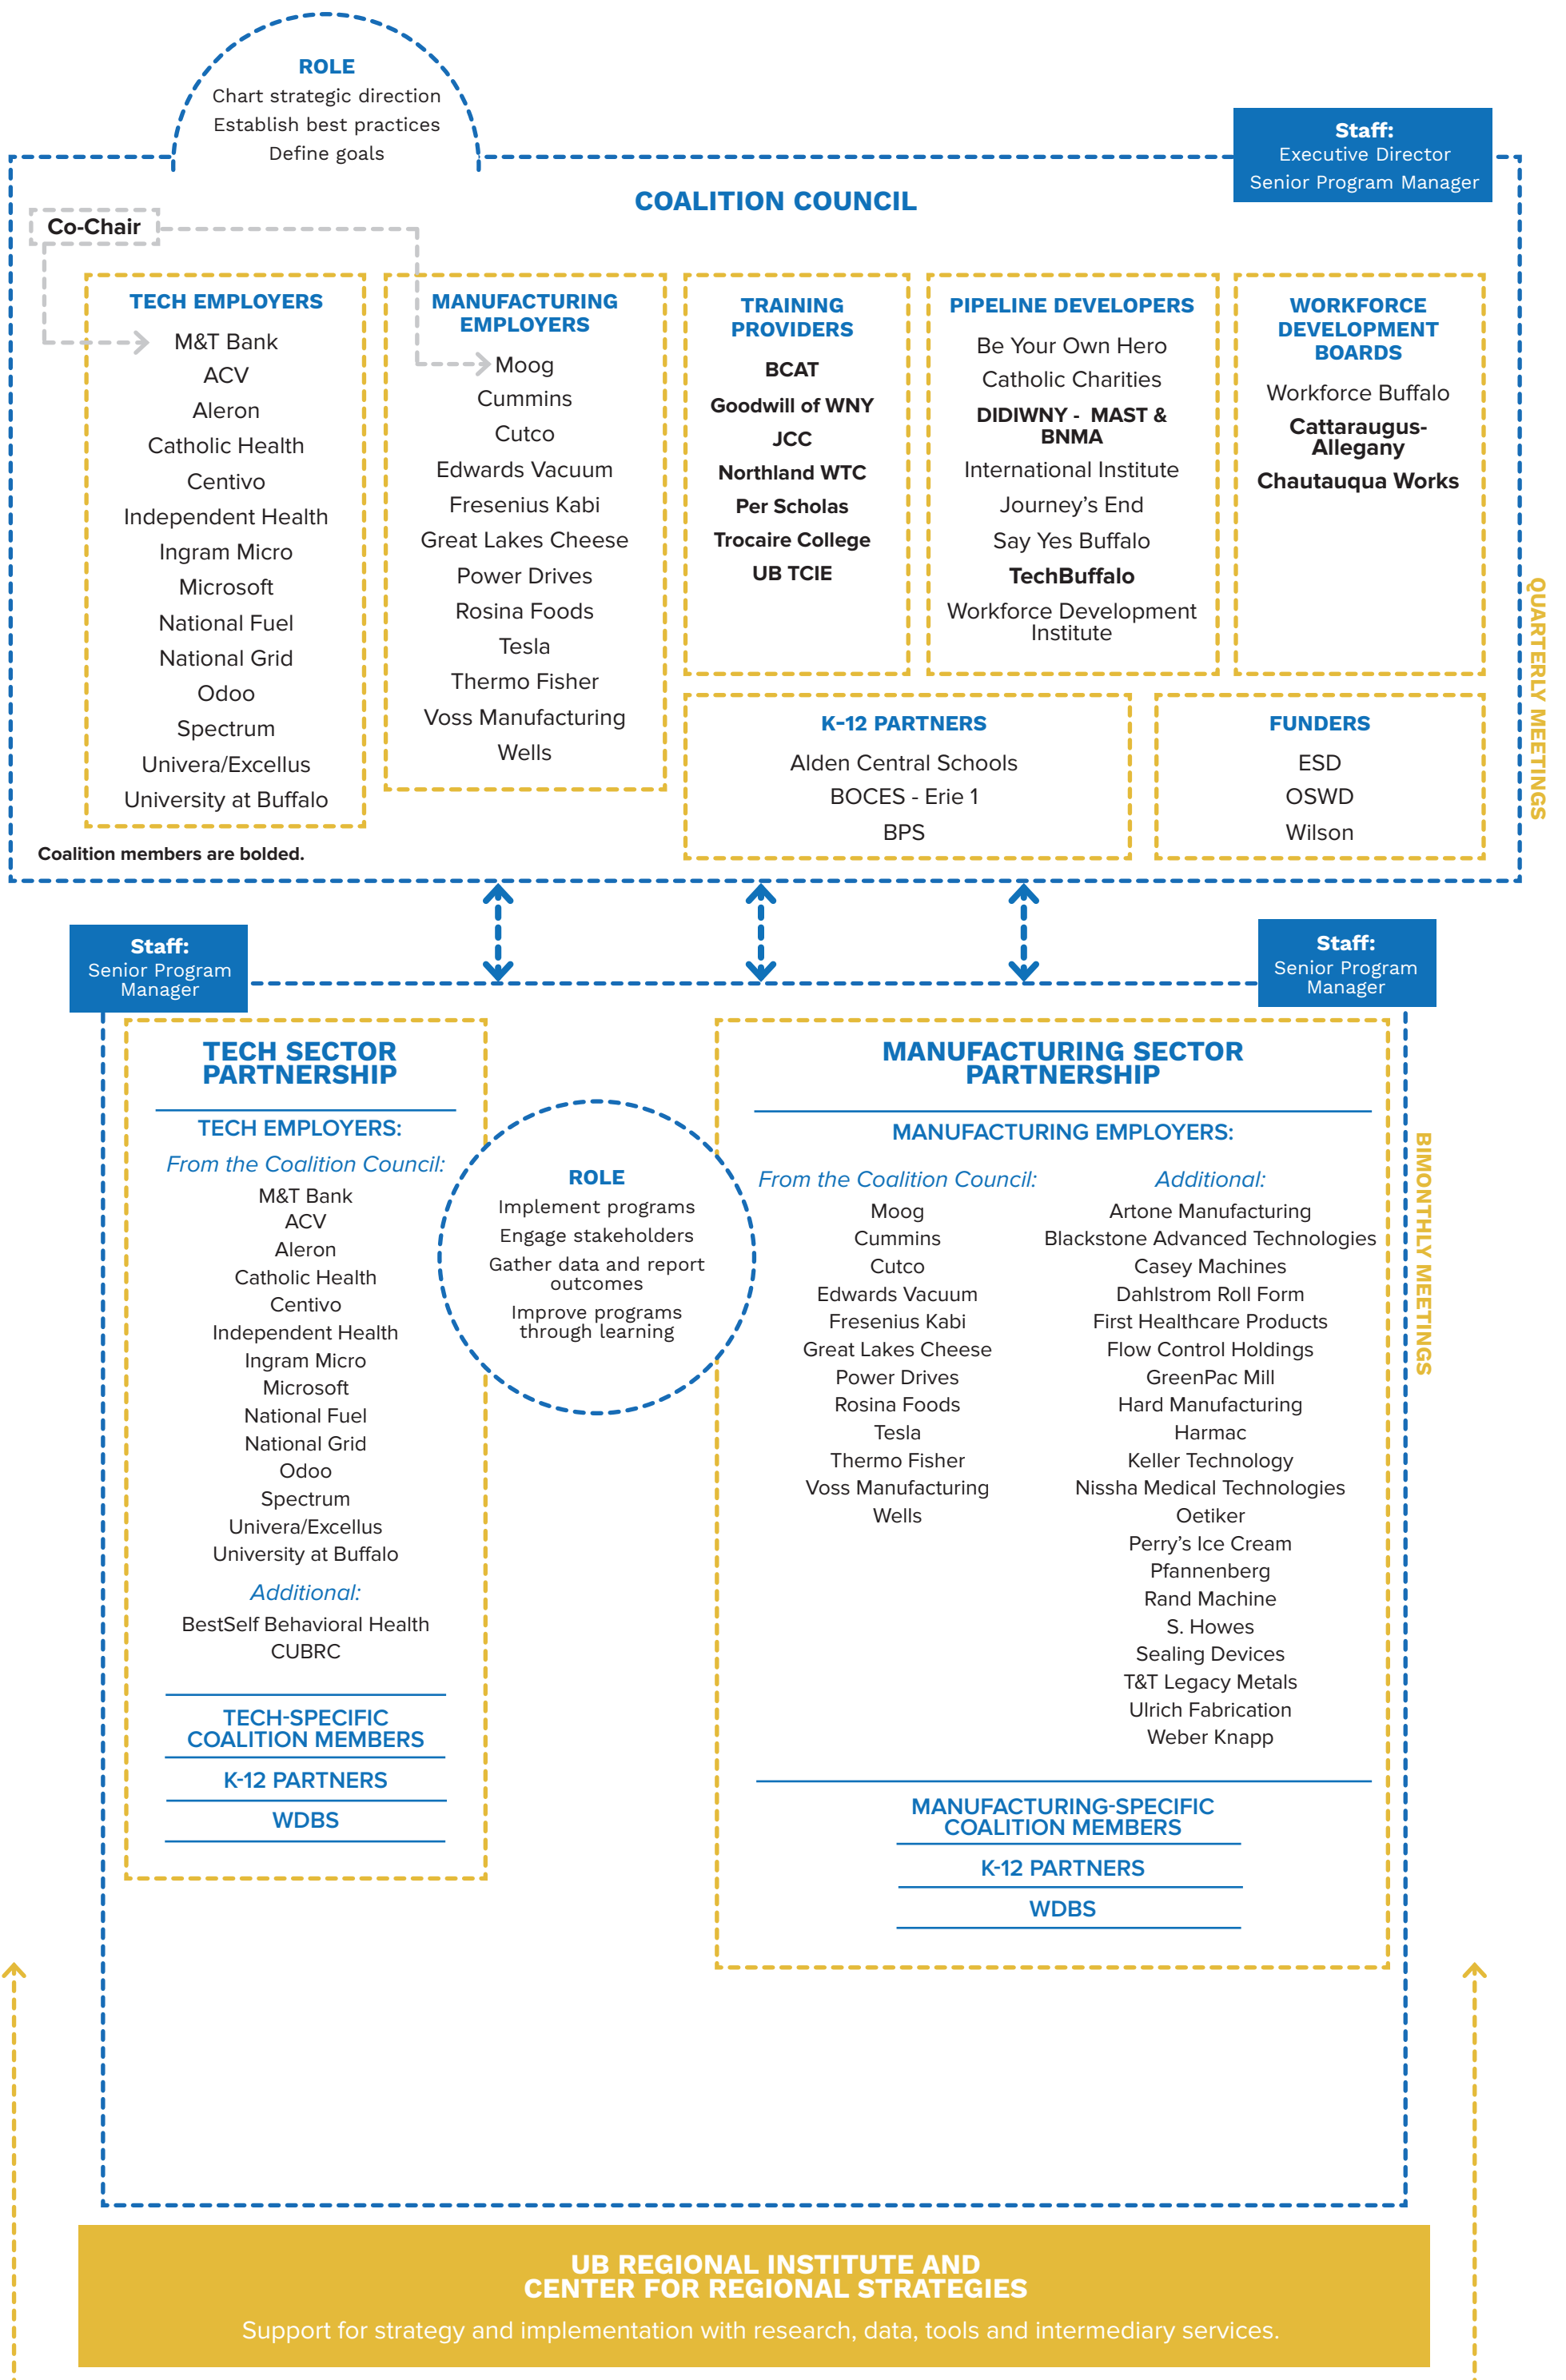 ROLE
Chart strategic direction
Establish best practices
Define goals
Staff:
Executive Director
Senior Program Manager
COALITION COUNCIL
Co-Chair
TECH EMPLOYERS
M&T Bank
ACV
Aleron
Catholic Health
Centivo
Independent Health
Ingram Micro
Microsoft
National Fuel
National Grid
Odoo
Spectrum
Univera/Excellus
University at Buffalo
MANUFACTURING
EMPLOYERS
Moog
Cummins
Cutco
Edwards Vacuum
Fresenius Kabi
Great Lakes Cheese
Power Drives
Rosina Foods
Tesla
Thermo Fisher
Voss Manufacturing
Wells
TRAINING
PROVIDERS
BCAT
Goodwill of WNY
JCC
Northland WTC
Per Scholas
Trocaire College
UB TCIE
PIPELINE DEVELOPERS
Be Your Own Hero
Catholic Charities
DIDIWNY - MAST &
BNMA
International Institute
Journey’s End
Say Yes Buffalo
TechBuffalo
Workforce Development
Institute
WORKFORCE
DEVELOPMENT
BOARDS
Workforce Buffalo
Cattaraugus-
Allegany
Chautauqua Works
K-12 PARTNERS
Alden Central Schools
BOCES - Erie 1
BPS
FUNDERS
ESD
OSWD
Wilson
QUARTERLY MEETINGS
Coalition members are bolded.
Staff:
Senior Program
Manager
Staff:
Senior Program
Manager
TECH SECTOR
PARTNERSHIP
TECH EMPLOYERS:
From the Coalition Council:
M&T Bank
ACV
Aleron
Catholic Health
Centivo
Independent Health
Ingram Micro
Microsoft
National Fuel
National Grid
Odoo
Spectrum
Univera/Excellus
University at Buffalo
Additional:
BestSelf Behavioral Health
CUBRC
TECH-SPECIFIC
COALITION MEMBERS
K-12 PARTNERS
WDBS
ROLE
Implement programs
Engage stakeholders
Gather data and report
outcomes
Improve programs
through learning
MANUFACTURING SECTOR
PARTNERSHIP
MANUFACTURING EMPLOYERS:
From the Coalition Council:
Moog
Cummins
Cutco
Edwards Vacuum
Fresenius Kabi
Great Lakes Cheese
Power Drives
Rosina Foods
Tesla
Thermo Fisher
Voss Manufacturing
Wells
Additional:
Artone Manufacturing
Blackstone Advanced Technologies
Casey Machines
Dahlstrom Roll Form
First Healthcare Products
Flow Control Holdings
GreenPac Mill
Hard Manufacturing
Harmac
Keller Technology
Nissha Medical Technologies
Oetiker
Perry’s Ice Cream
Pfannenberg
Rand Machine
S. Howes
Sealing Devices
T&T Legacy Metals
Ulrich Fabrication
Weber Knapp
MANUFACTURING-SPECIFIC
COALITION MEMBERS
K-12 PARTNERS
WDBS
BIMONTHLY MEETINGS
UB REGIONAL INSTITUTE AND
CENTER FOR REGIONAL STRATEGIES
Support for strategy and implementation with research, data, tools and intermediary services.